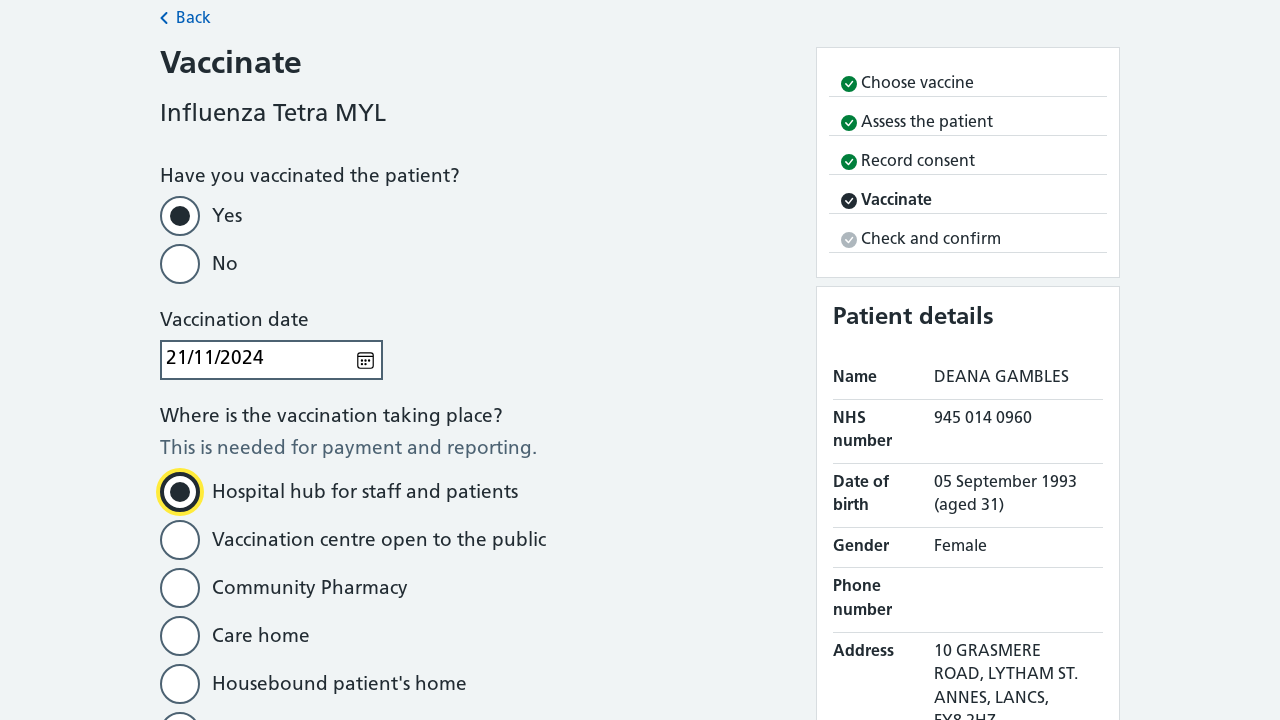 Back
Vaccinate
Influenza Tetra MYL
Have you vaccinated the patient?
Yes
No
Vaccination date
21/11/2024
Where is the vaccination taking place?
This is needed for payment and reporting.
Hospital hub for staff and patients
Vaccination centre open to the public
Community Pharmacy
Care home
Housebound patient's home
Choose vaccine
Assess the patient
Record consent
Vaccinate
Check and confirm
Patient details
Name DEANA GAMBLES
NHS number 945 014 0960
Date of birth 05 September 1993 (aged 31)
Gender Female
Phone number
Address 10 GRASMERE
ROAD, LYTHAM ST.
ANNES, LANCS,